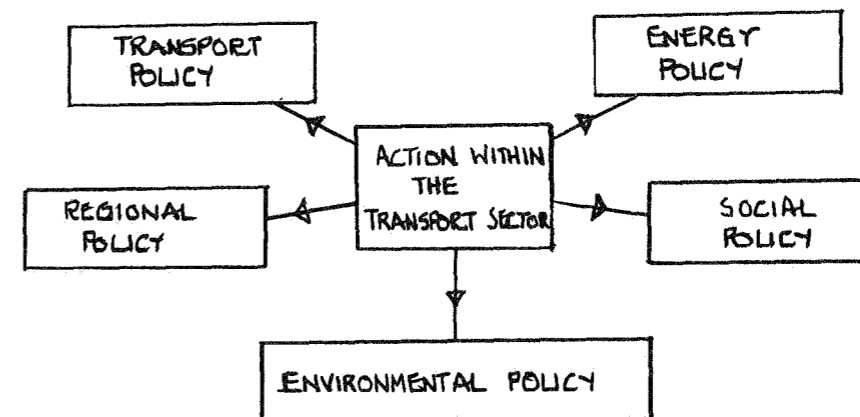 TRANSPORT
POLICY
ENERGY
POLICY
ACTION WITHIN
THE
TRANSPORT SECTOR
REGIONAL
POLICY
SOCIAL
POLICY
ENVIRONMENTAL POLICY